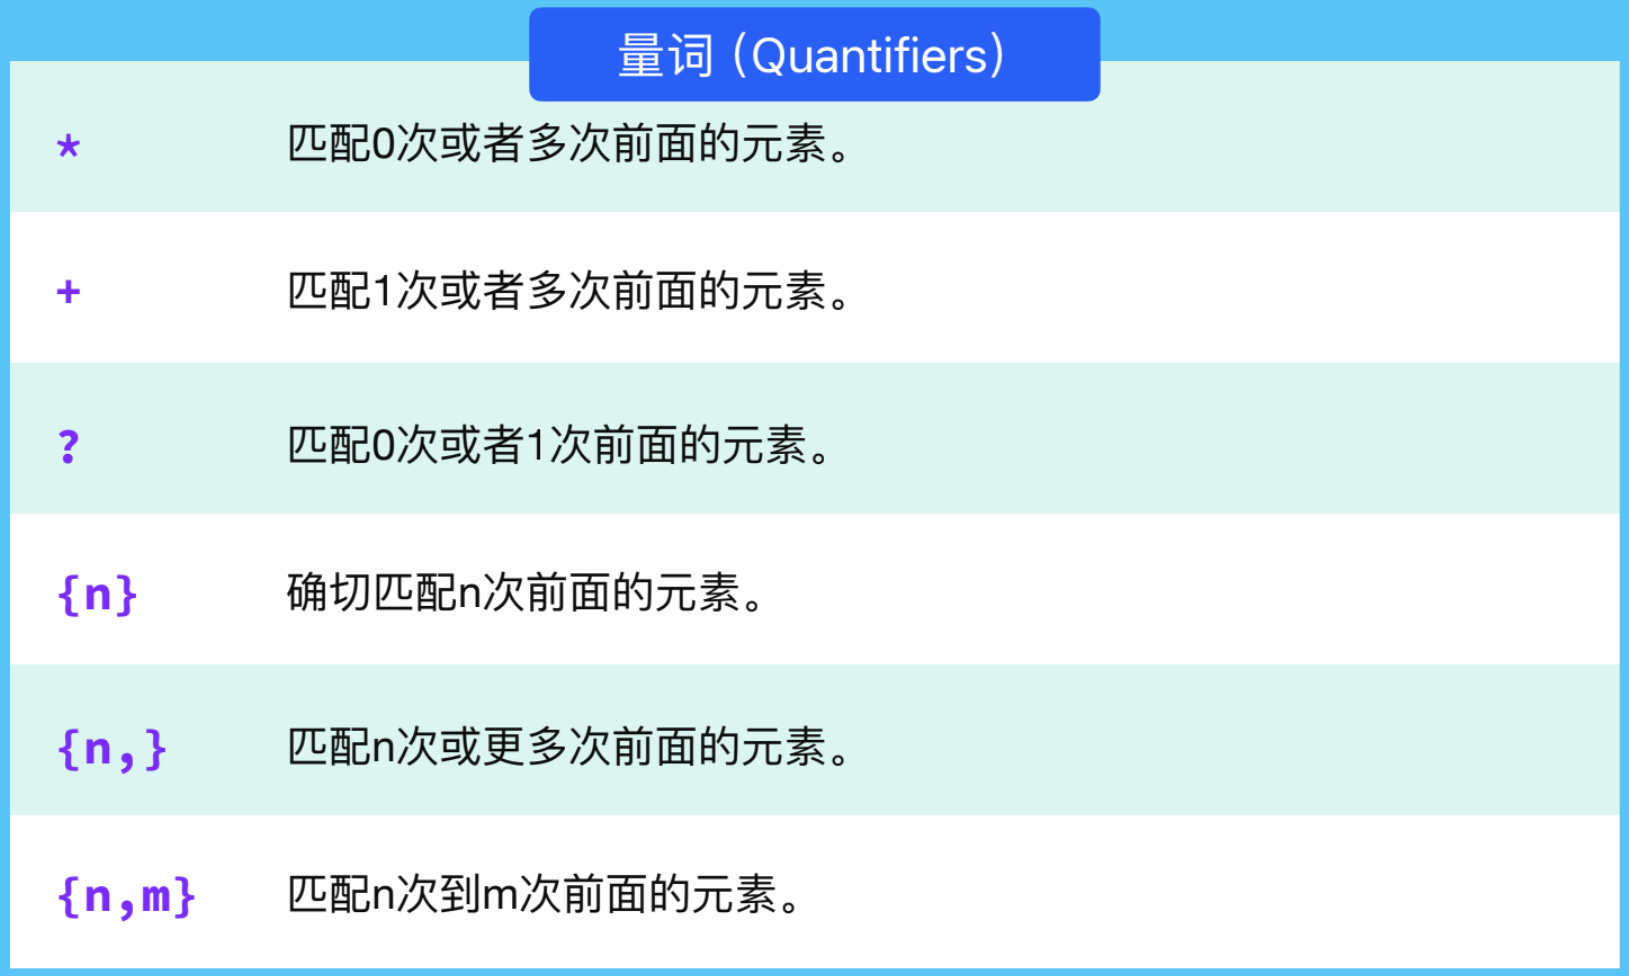 量词（Quantifiers）
* 匹配0次或者多次前面的元素。
+ 匹配1次或者多次前面的元素。
? 匹配0次或者1次前面的元素。
{n} 确切匹配n次前面的元素。
{n,} 匹配n次或更多次前面的元素。
{n,m} 匹配n次到m次前面的元素。